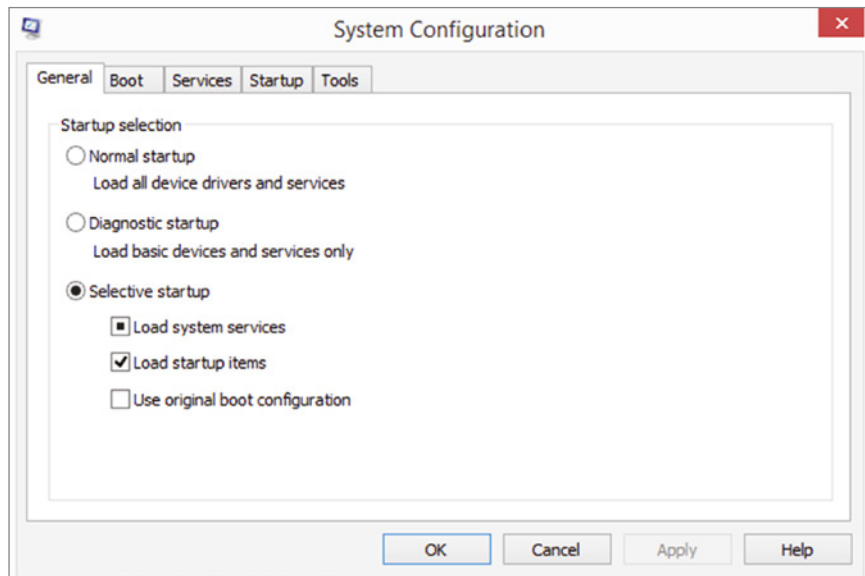 System Configuration
General Boot Services Startup Tools
Startup selection
Normal startup
Load all device drivers and services
Diagnostic startup
Load basic devices and services only
Selective startup
Load system services
Load startup items
Use original boot configuration
OK Cancel Apply Help